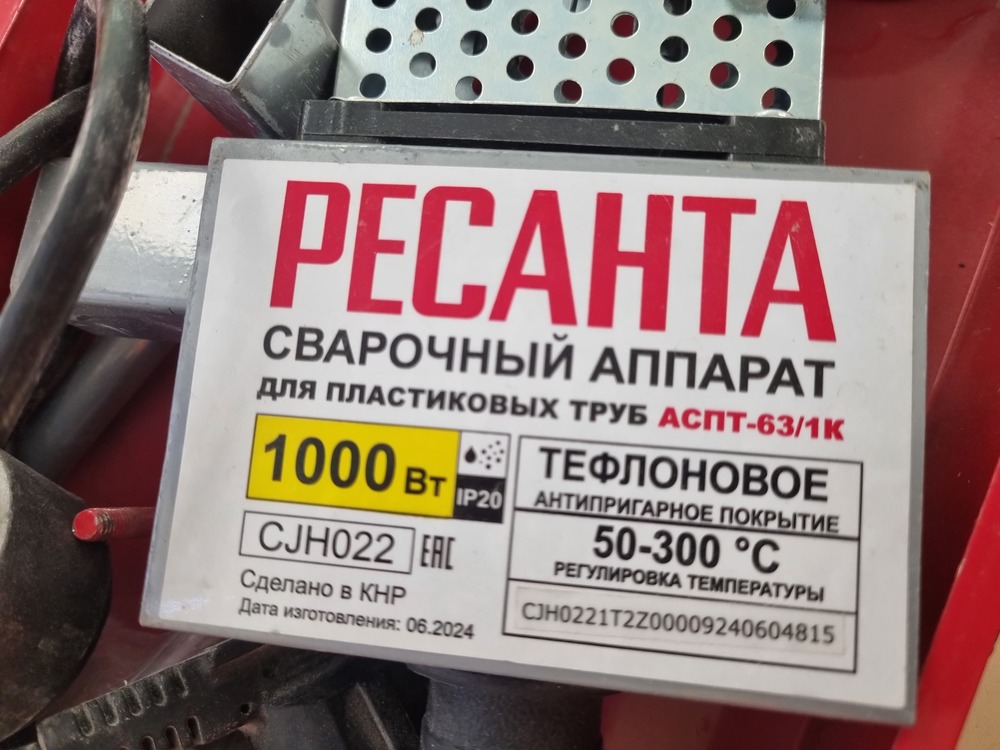 РЕСАНТА
СВАРОЧНЫЙ АППАРАТ
ДЛЯ ПЛАСТИКОВЫХ ТРУБ АСПТ-63/1К
1000 Вт
IP20
CJH022
EAC
Сделано в КНР
Дата изготовления: 06.2024
ТЕФЛОНОВОЕ
АНТИПРИГАРНОЕ ПОКРЫТИЕ
50-300 °C
РЕГУЛИРОВКА ТЕМПЕРАТУРЫ
CJH0221T2Z00009240604815